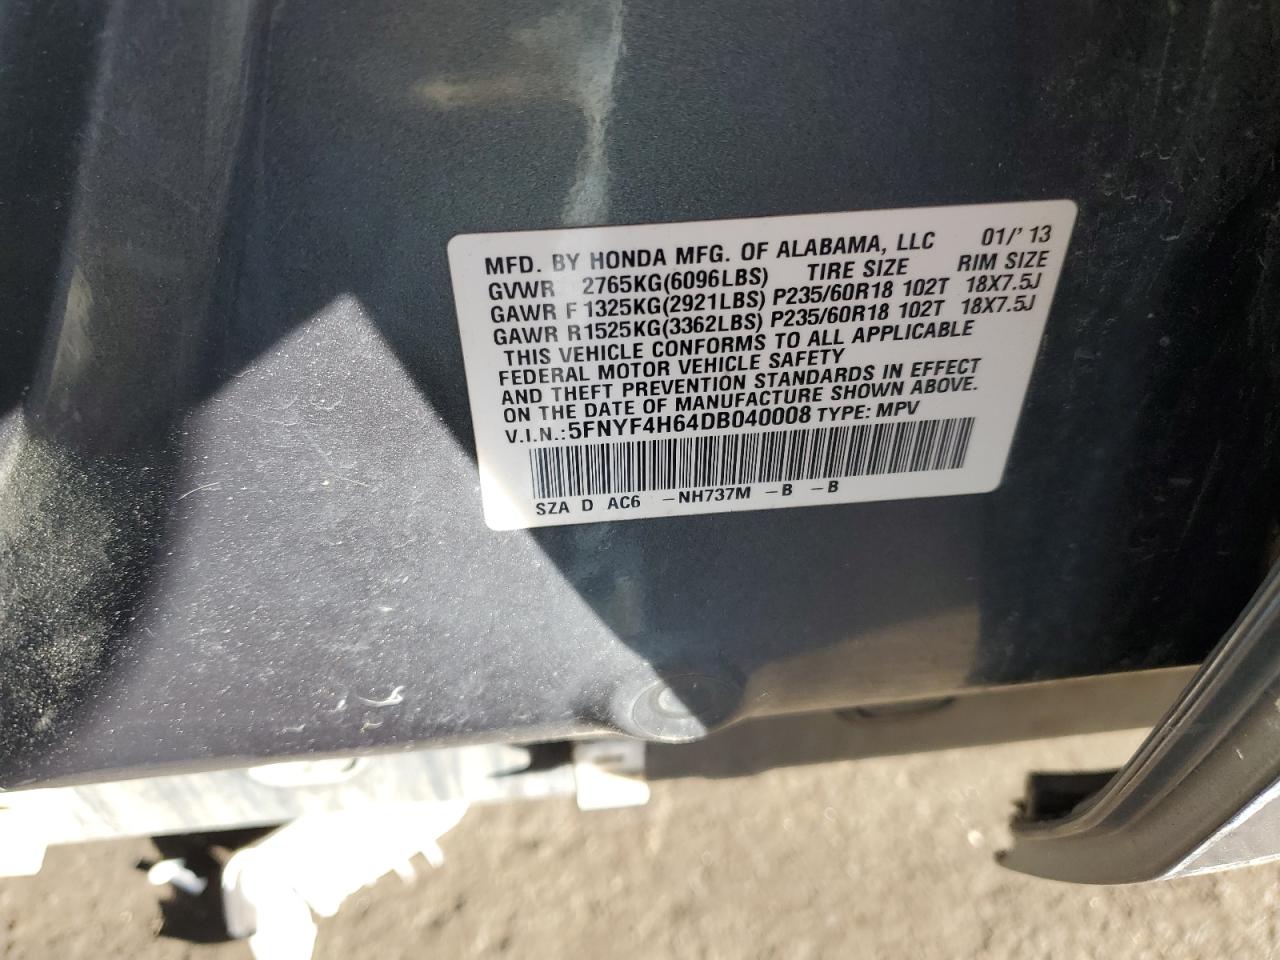 MFD. BY HONDA MFG. OF ALABAMA, LLC 01/' 13
GVWR 2765KG(6096LBS) TIRE SIZE RIM SIZE
GAWR F 1325KG(2921LBS) P235/60R18 102T 18X7.5J
GAWR R1525KG(3362LBS) P235/60R18 102T 18X7.5J
THIS VEHICLE CONFORMS TO ALL APPLICABLE
FEDERAL MOTOR VEHICLE SAFETY
AND THEFT PREVENTION STANDARDS IN EFFECT
ON THE DATE OF MANUFACTURE SHOWN ABOVE.
V.I.N.:5FNYF4H64DB040008 TYPE: MPV
SZA D AC6 -NH737M -B -B